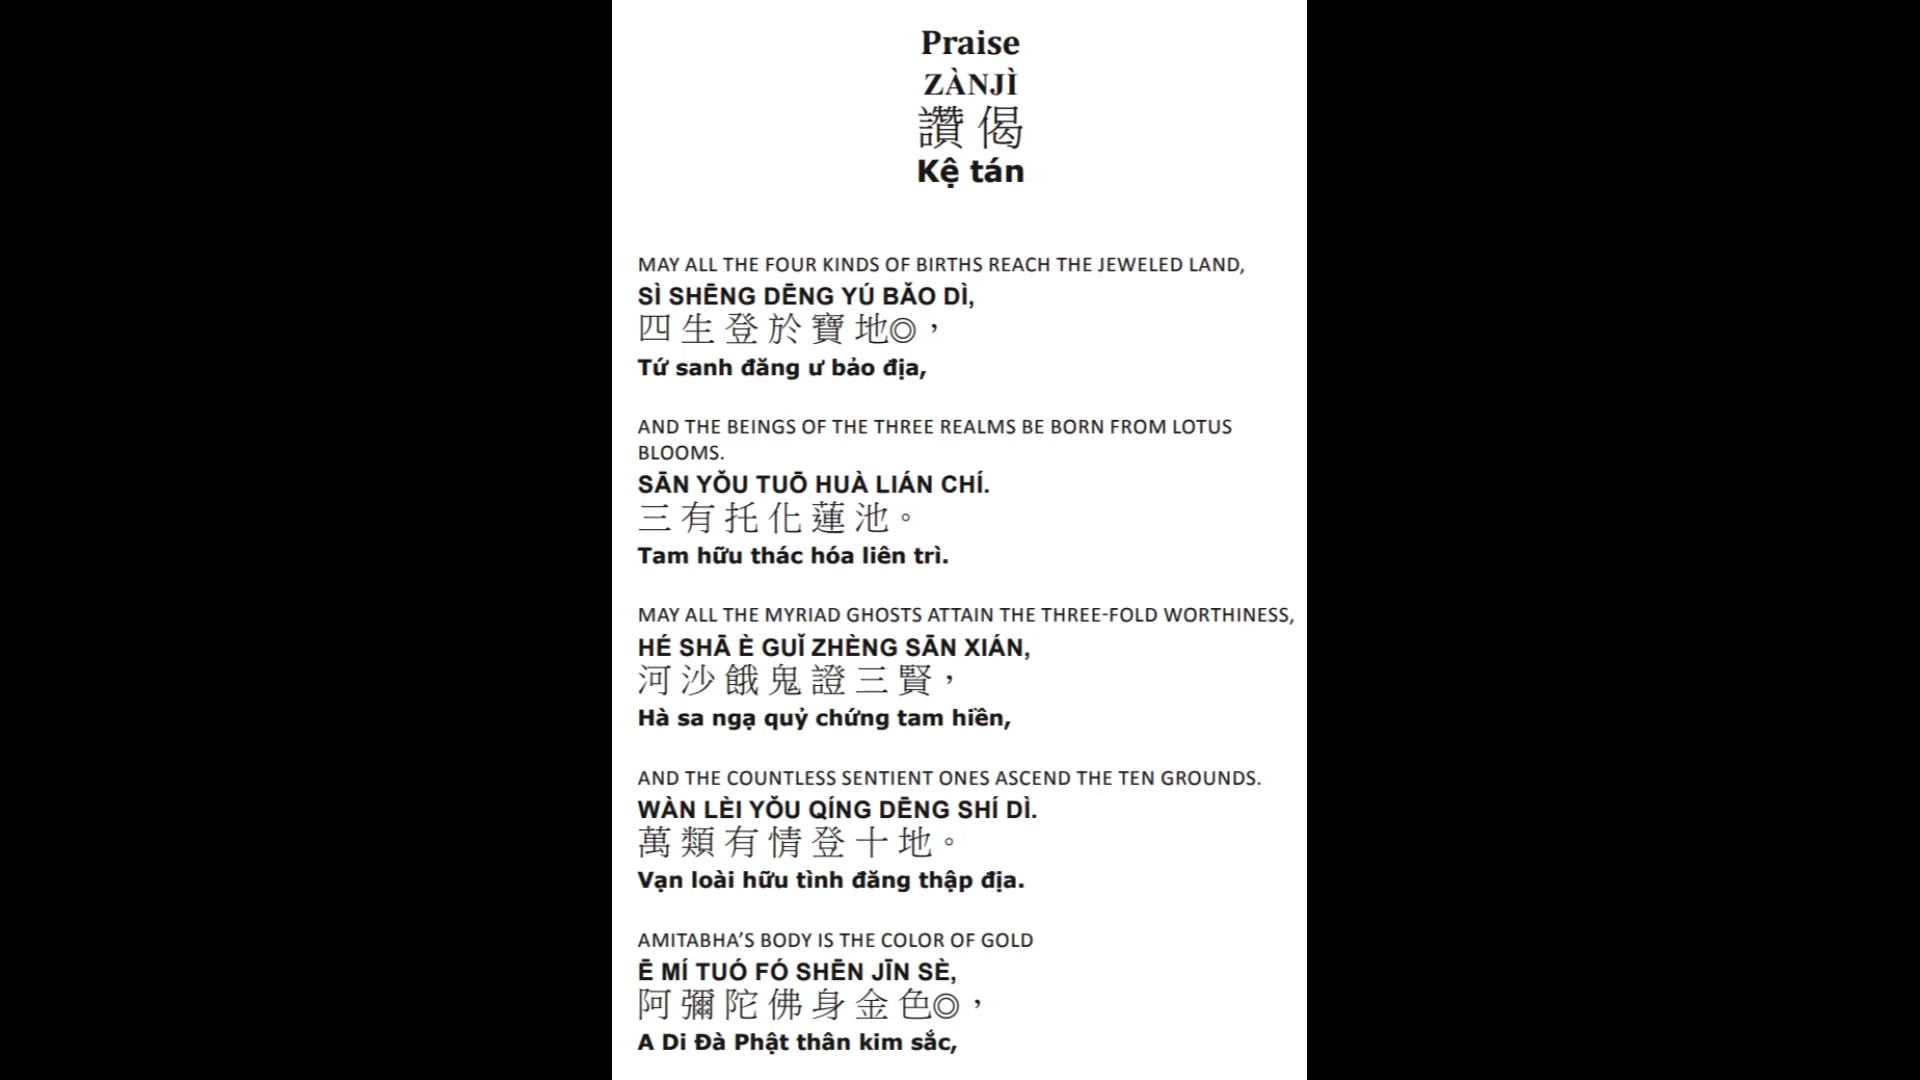 Praise
ZÀNJÌ
讚 偈
Kệ tán
MAY ALL THE FOUR KINDS OF BIRTHS REACH THE JEWELED LAND,
SÌ SHĒNG DĒNG YÚ BǍO DÌ,
四 生 登 於 寶 地◎，
Tứ sanh đăng ư bảo địa,
AND THE BEINGS OF THE THREE REALMS BE BORN FROM LOTUS
BLOOMS.
SĀN YǑU TUŌ HUÀ LIÁN CHÍ.
三 有 托 化 蓮 池。
Tam hữu thác hóa liên trì.
MAY ALL THE MYRIAD GHOSTS ATTAIN THE THREE-FOLD WORTHINESS,
HÉ SHĀ È GUǏ ZHÈNG SĀN XIÁN,
河 沙 餓 鬼 證 三 賢，
Hà sa ngạ quỷ chứng tam hiền,
AND THE COUNTLESS SENTIENT ONES ASCEND THE TEN GROUNDS.
WÀN LÈI YǑU QÍNG DĒNG SHÍ DÌ.
萬 類 有 情 登 十 地。
Vạn loài hữu tình đăng thập địa.
AMITABHA’S BODY IS THE COLOR OF GOLD
Ē MÍ TUÓ FÓ SHĒN JĪN SÈ,
阿 彌 陀 佛 身 金 色◎，
A Di Đà Phật thân kim sắc,